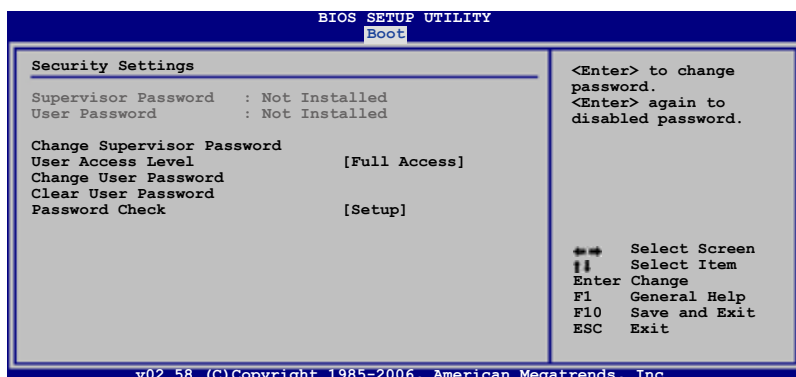 BIOS SETUP UTILITY
Boot
Security Settings
Supervisor Password : Not Installed
User Password : Not Installed
Change Supervisor Password
User Access Level [Full Access]
Change User Password
Clear User Password
Password Check [Setup]
<Enter> to change
password.
<Enter> again to
disabled password.
Select Screen
Select Item
Enter Change
F1 General Help
F10 Save and Exit
ESC Exit
v02.58 (C)Copyright 1985-2006, American Megatrends, Inc.